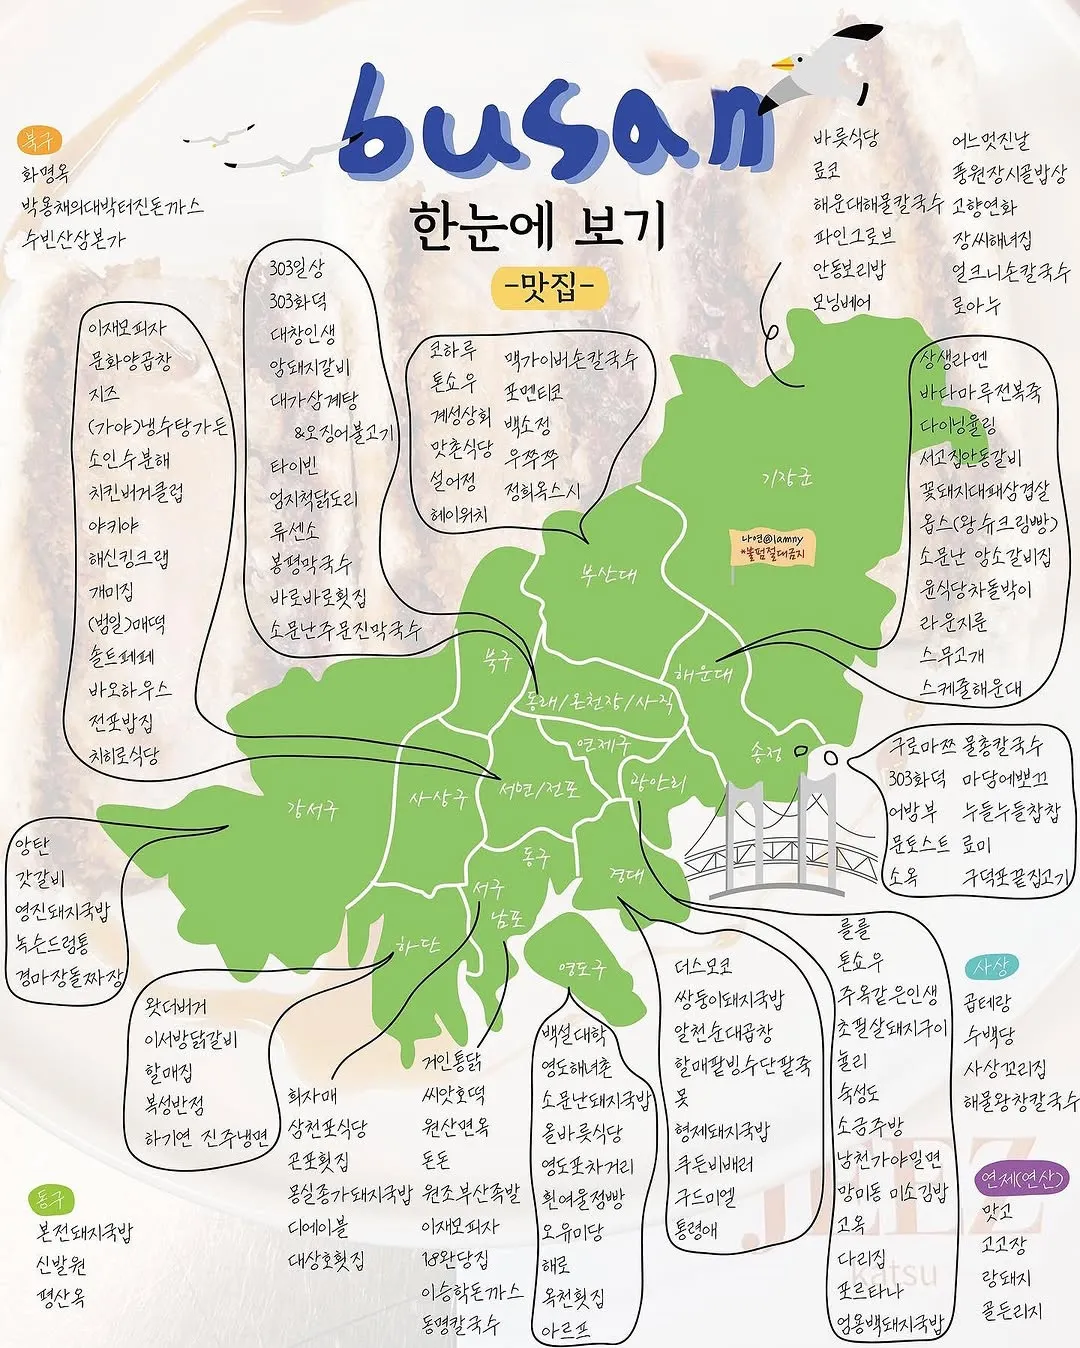 busan
한눈에 보기
-맛집-
북구
화명옥
박용채의대박터진돈까스
수빈산삼본가
이재모피자
문화양곱창
지즈
(가야)냉수탕가든
소인수분해
치킨버거클럽
야키야
해신킹크랩
개미집
(범일)매떡
솔트페페
바오하우스
전포밥집
치히로식당
303일상
303화덕
대창인생
암돼지갈비
대가삼계탕
&오징어불고기
타이빈
엄지척닭도리
류센소
봉평막국수
바로바로횟집
소문난주문진막국수
코하루
톤쇼우
계성상회
맛촌식당
설어정
헤이위치
맥가이버손칼국수
포멘티코
백소정
우쭈쭈
정희옥스시
바릇식당
료코
해운대해물칼국수
파인그로브
안동보리밥
모닝베어
어느멋진날
풍원장시골밥상
고향연화
장씨해녀집
얼크니손칼국수
로아누
상생라멘
바다마루전복죽
다이닝율링
서고집안동갈비
꽃돼지대패삼겹살
옵스(왕슈크림빵)
소문난 암소갈비집
윤식당차돌박이
라운지룬
스무고개
스케줄해운대
기장군
나연@lamny
*불펌절대금지
부산대
북구
해운대
동래/온천장/사직
연제구
송정
강서구
사상구
서면/전포
광안리
동구
경대
서구
남포
하단
영도구
구로마쯔
303화덕
어밤부
문토스트
소옥
물총칼국수
마당에뽀끄
누들누들찹찹
료미
구덕포끝집고기
앙탄
갓갈비
영진돼지국밥
녹슨드럼통
경마장돌짜장
왓더버거
이서방닭갈비
할매집
복성반점
하기연 진주냉면
희자매
삼천포식당
곤포횟집
몽실종가돼지국밥
디에이블
대상호횟집
거인통닭
씨앗호떡
원산면옥
돈돈
원조부산족발
이재모피자
18완당집
이승학돈까스
동명칼국수
백설대학
영도해녀촌
소문난돼지국밥
올바릇식당
영도포차거리
흰여울점빵
오유미당
해로
옥천횟집
아르프
더스모코
쌍둥이돼지국밥
알천순대곱창
할매팥빙수단팥죽
못
형제돼지국밥
쿠든비배러
구드미엘
통령애
를를
톤쇼우
주옥같은인생
초필살돼지구이
눌리
숙성도
소금주방
남천가야밀면
망미동 미소김밥
고옥
다리집
포르타나
엄용백돼지국밥
사상
곱테랑
수백당
사상꼬리집
해물왕창칼국수
연제(연산)
맛고
고고장
랑돼지
골든리지
동구
본전돼지국밥
신발원
평산옥
katsu